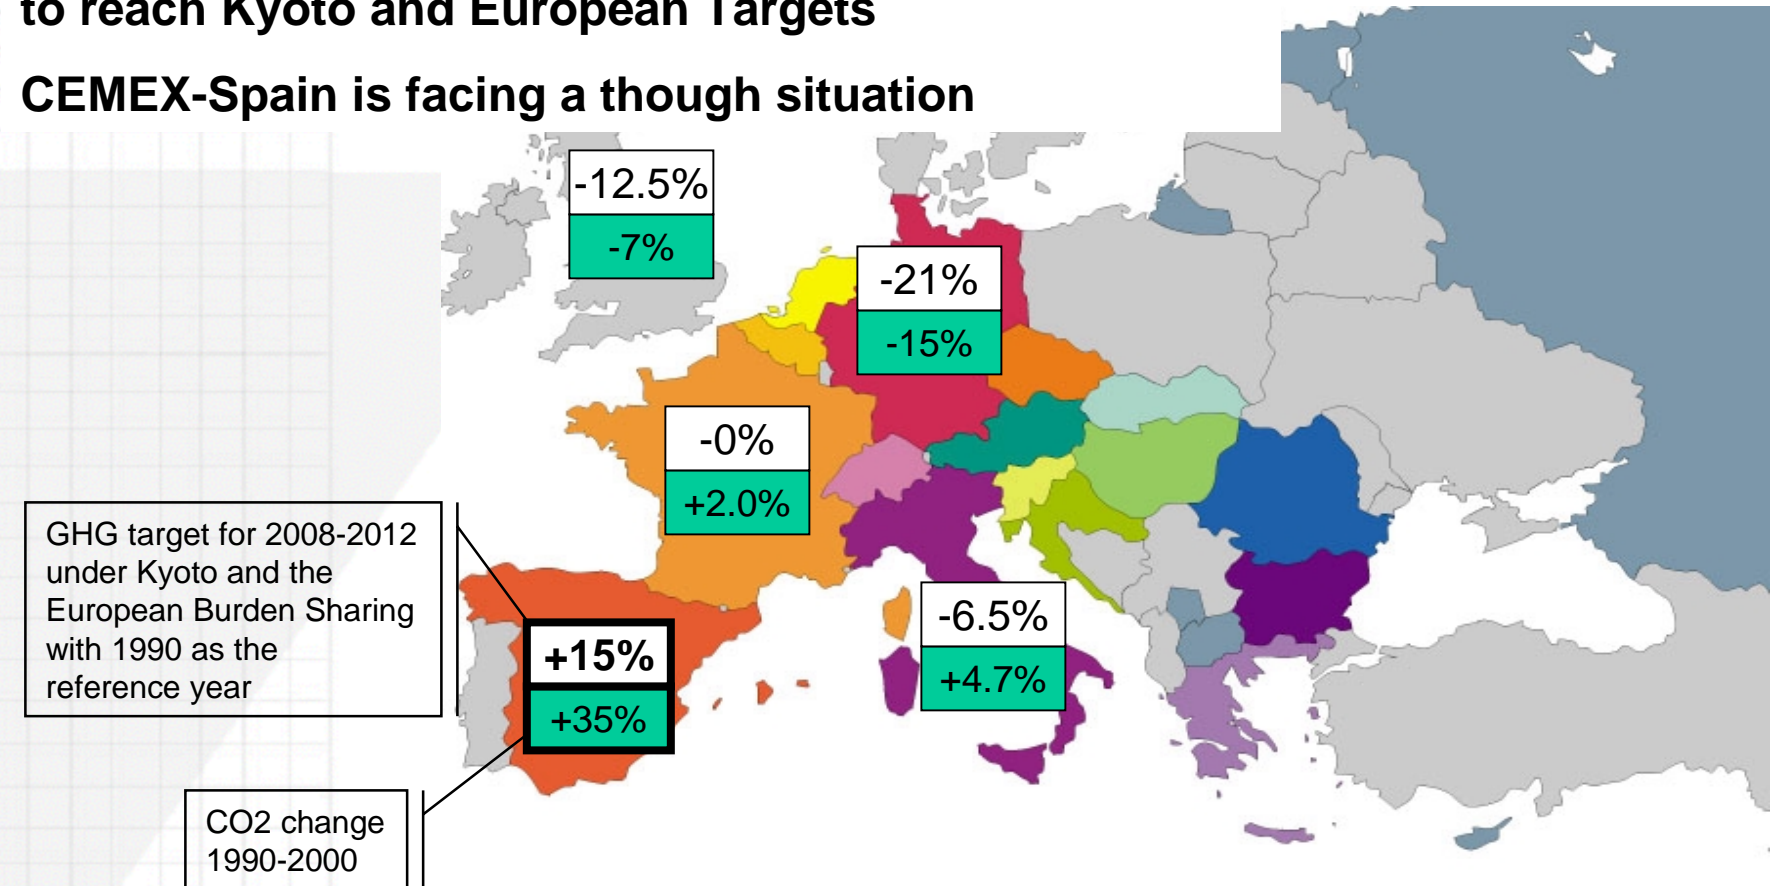 to reach Kyoto and European Targets
CEMEX-Spain is facing a though situation
-12.5%
-7%
-21%
-15%
-0%
+2.0%
GHG target for 2008-2012
under Kyoto and the
European Burden Sharing
with 1990 as the
reference year
+15%
+35%
-6.5%
+4.7%
CO2 change
1990-2000